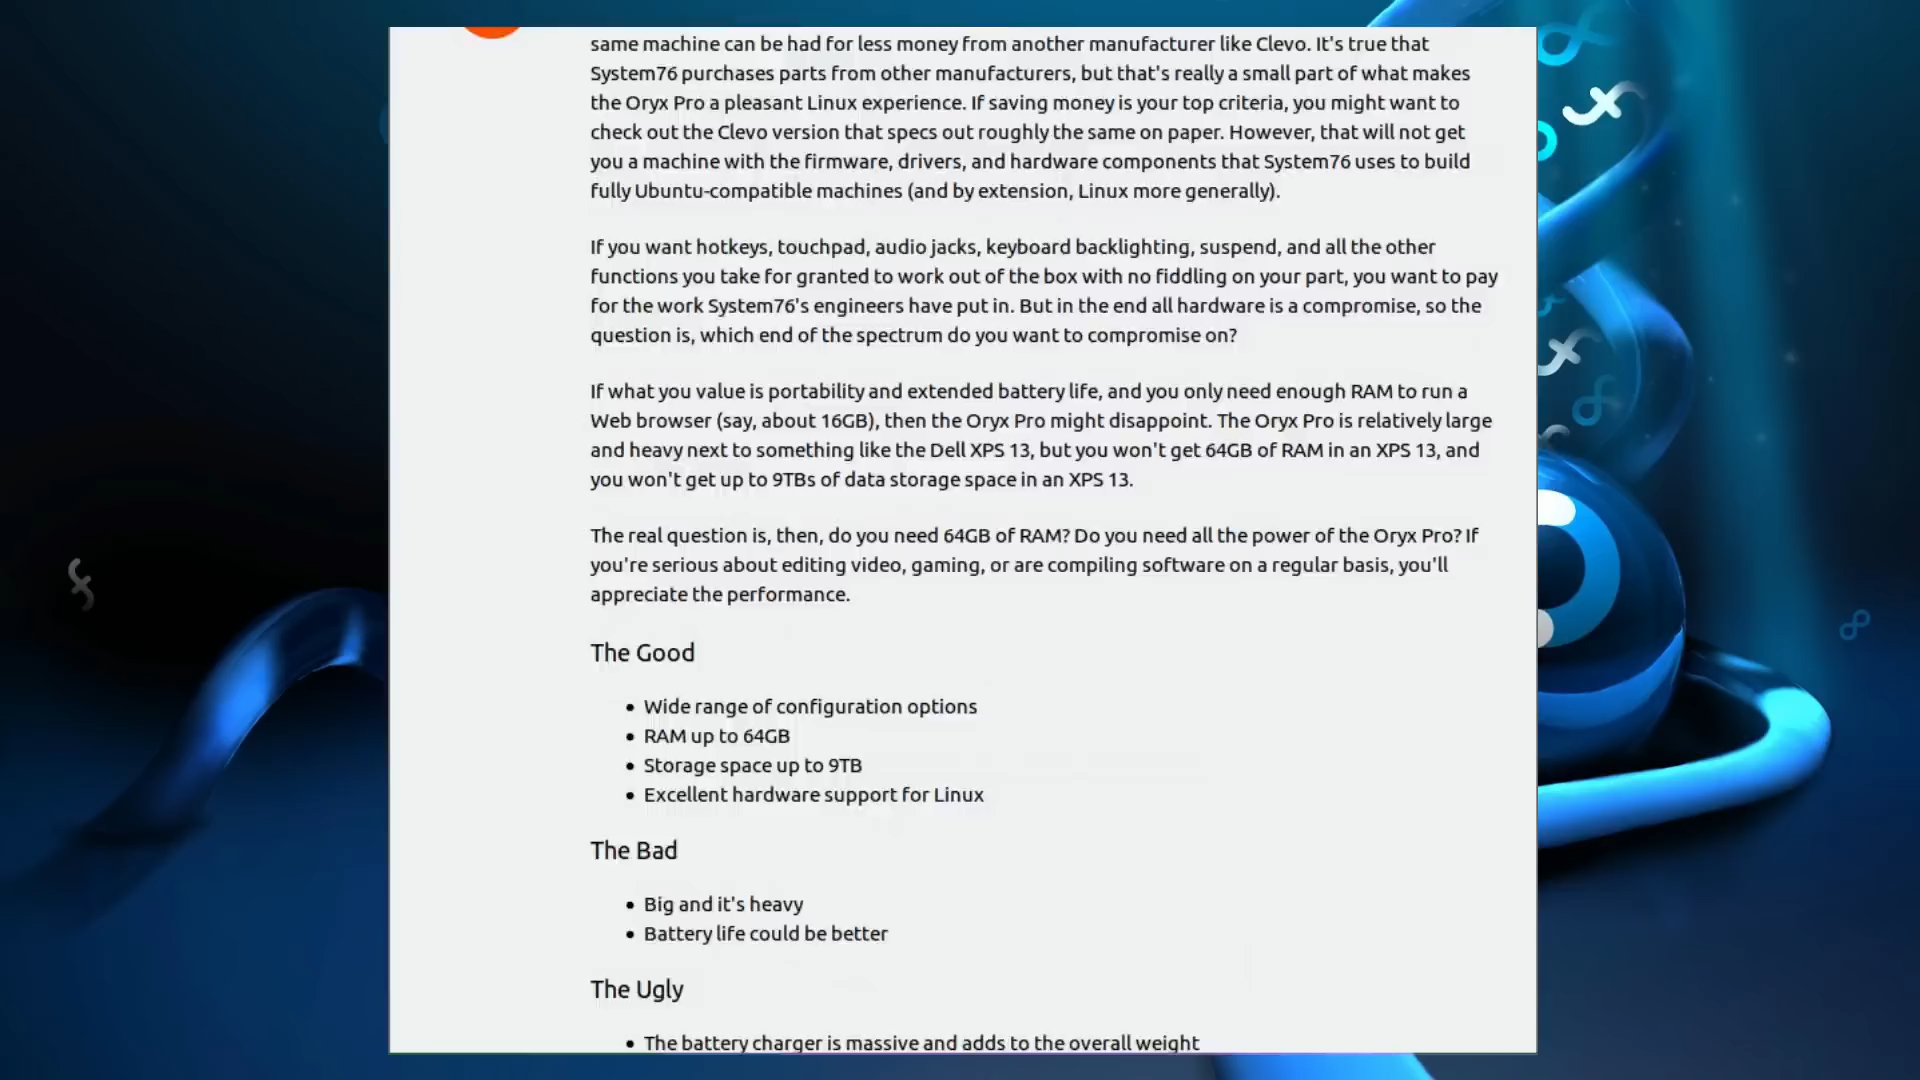 same machine can be had for less money from another manufacturer like Clevo. It's true that
System76 purchases parts from other manufacturers, but that's really a small part of what makes
the Oryx Pro a pleasant Linux experience. If saving money is your top criteria, you might want to
check out the Clevo version that specs out roughly the same on paper. However, that will not get
you a machine with the firmware, drivers, and hardware components that System76 uses to build
fully Ubuntu-compatible machines (and by extension, Linux more generally).
If you want hotkeys, touchpad, audio jacks, keyboard backlighting, suspend, and all the other
functions you take for granted to work out of the box with no fiddling on your part, you want to pay
for the work System76's engineers have put in. But in the end all hardware is a compromise, so the
question is, which end of the spectrum do you want to compromise on?
If what you value is portability and extended battery life, and you only need enough RAM to run a
Web browser (say, about 16GB), then the Oryx Pro might disappoint. The Oryx Pro is relatively large
and heavy next to something like the Dell XPS 13, but you won't get 64GB of RAM in an XPS 13, and
you won't get up to 9TBs of data storage space in an XPS 13.
The real question is, then, do you need 64GB of RAM? Do you need all the power of the Oryx Pro? If
you're serious about editing video, gaming, or are compiling software on a regular basis, you'll
appreciate the performance.
The Good
• Wide range of configuration options
• RAM up to 64GB
• Storage space up to 9TB
• Excellent hardware support for Linux
The Bad
• Big and it's heavy
• Battery life could be better
The Ugly
• The battery charger is massive and adds to the overall weight